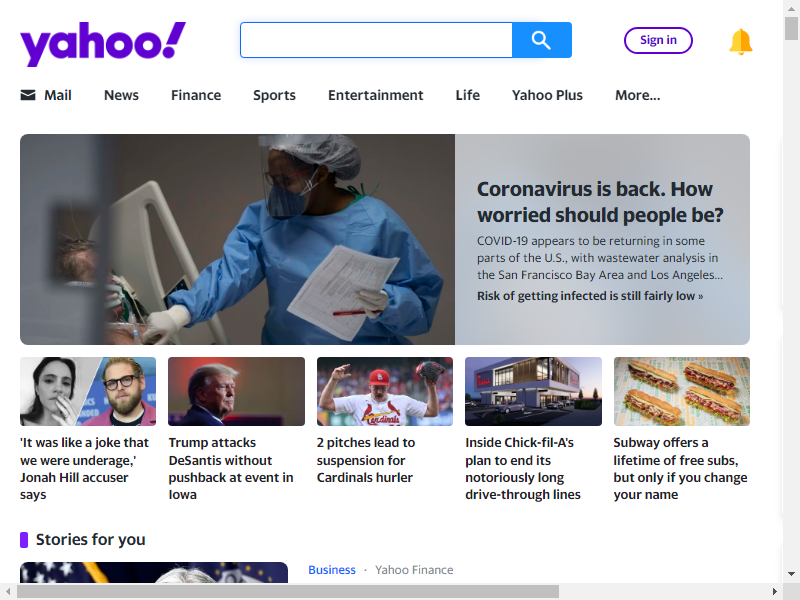 yahoo!
Sign in
Mail News Finance Sports Entertainment Life Yahoo Plus More...
Coronavirus is back. How
worried should people be?
COVID-19 appears to be returning in some
parts of the U.S., with wastewater analysis in
the San Francisco Bay Area and Los Angeles...
Risk of getting infected is still fairly low »
Cardinals
'It was like a joke that
we were underage,'
Jonah Hill accuser
says
Trump attacks
DeSantis without
pushback at event in
Iowa
2 pitches lead to
suspension for
Cardinals hurler
Inside Chick-fil-A's
plan to end its
notoriously long
drive-through lines
Subway offers a
lifetime of free subs,
but only if you change
your name
Stories for you
Business · Yahoo Finance